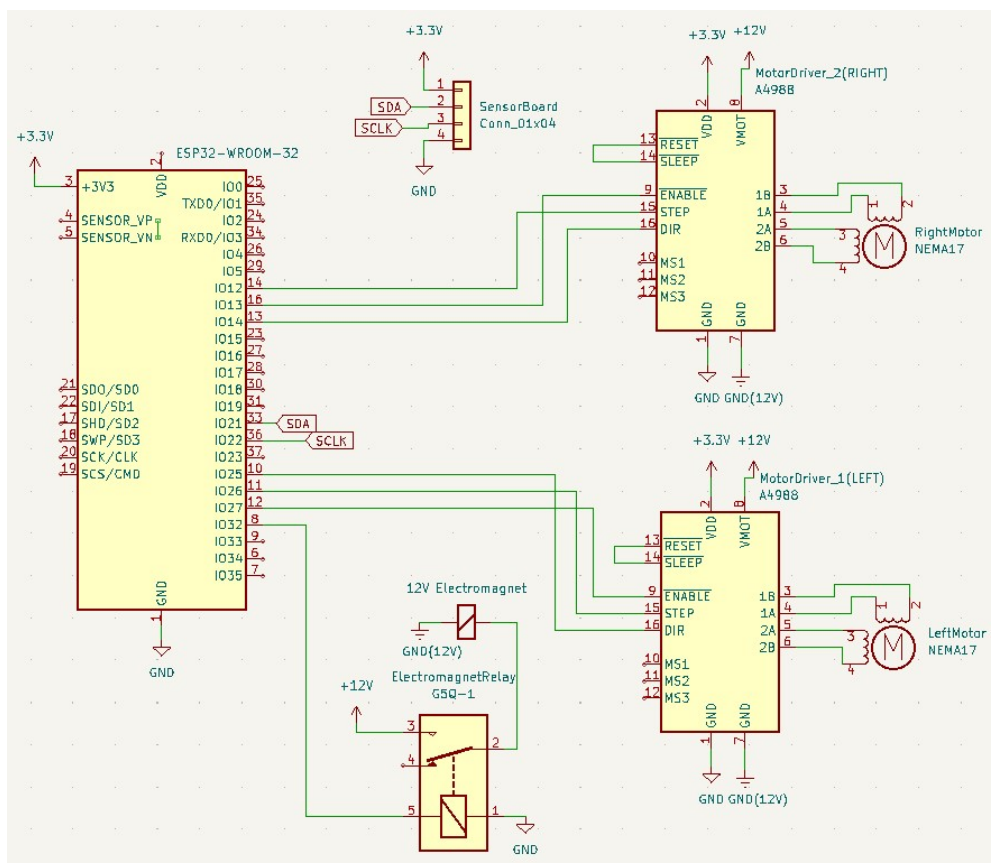 +3.3V
1
2
3
4
SDA
SCLK
SensorBoard
Conn_01x04
GND
+3.3V
ESP32-WROOM-32
2
VDD
3
+3V3
4
SENSOR_VP
5
SENSOR_VN
21
SD0/SD0
22
SDI/SD1
17
SHD/SD2
18
SWP/SD3
20
SCK/CLK
19
SCS/CMD
IO0
25
TXD0/IO1
35
IO2
24
RXD0/IO3
34
IO4
26
IO5
29
IO12
14
IO13
16
IO14
13
IO15
23
IO16
27
IO17
28
IO18
30
IO19
31
IO21
33
SDA
IO22
36
SCLK
IO23
37
IO25
10
IO26
11
IO27
12
IO32
8
IO33
9
IO34
6
IO35
7
GND
1
GND
+3.3V
+12V
MotorDriver_2(RIGHT)
A4988
2
VDD
8
VMOT
13
RESET
14
SLEEP
9
ENABLE
15
STEP
16
DIR
10
MS1
11
MS2
12
MS3
1B
3
1A
4
2A
5
2B
6
GND
1
GND
7
GND
GND(12V)
1
2
3
4
M
RightMotor
NEMA17
+3.3V
+12V
MotorDriver_1(LEFT)
A4988
2
VDD
8
VMOT
13
RESET
14
SLEEP
9
ENABLE
15
STEP
16
DIR
10
MS1
11
MS2
12
MS3
1B
3
1A
4
2A
5
2B
6
GND
1
GND
7
GND
GND(12V)
1
2
3
4
M
LeftMotor
NEMA17
12V Electromagnet
GND(12V)
ElectromagnetRelay
G5Q-1
+12V
3
4
2
5
1
GND